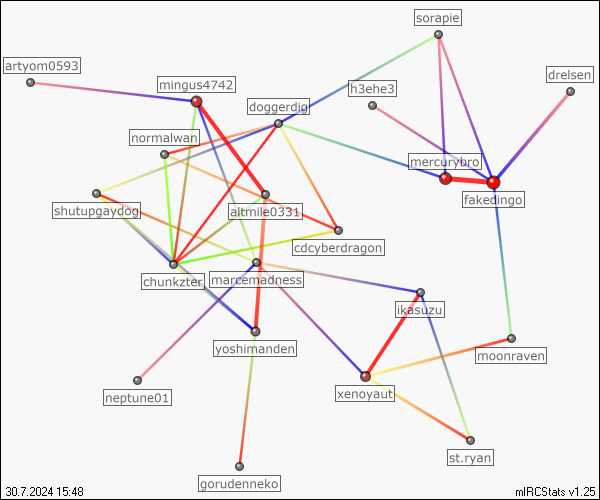 sorapie
artyom0593
drelsen
mingus4742
h3ehe3
doggerdjg
normalwan
mercurybro
fakedingo
shutupgaydog
altmile0331
cdcyberdragon
chunkzter
marcemadness
ikasuzu
yoshimanden
moonraven
neptune01
xenoyaut
st.ryan
gorudenneko
30.7.2024 15:48
mIRCStats v1.25